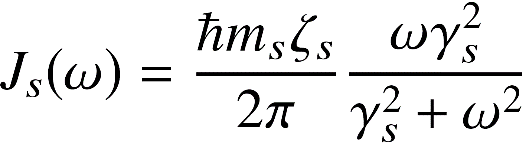 J_s(ω) = \frac{ħ m_s ζ_s}{2π} \frac{ω γ_s^2}{γ_s^2 + ω^2}